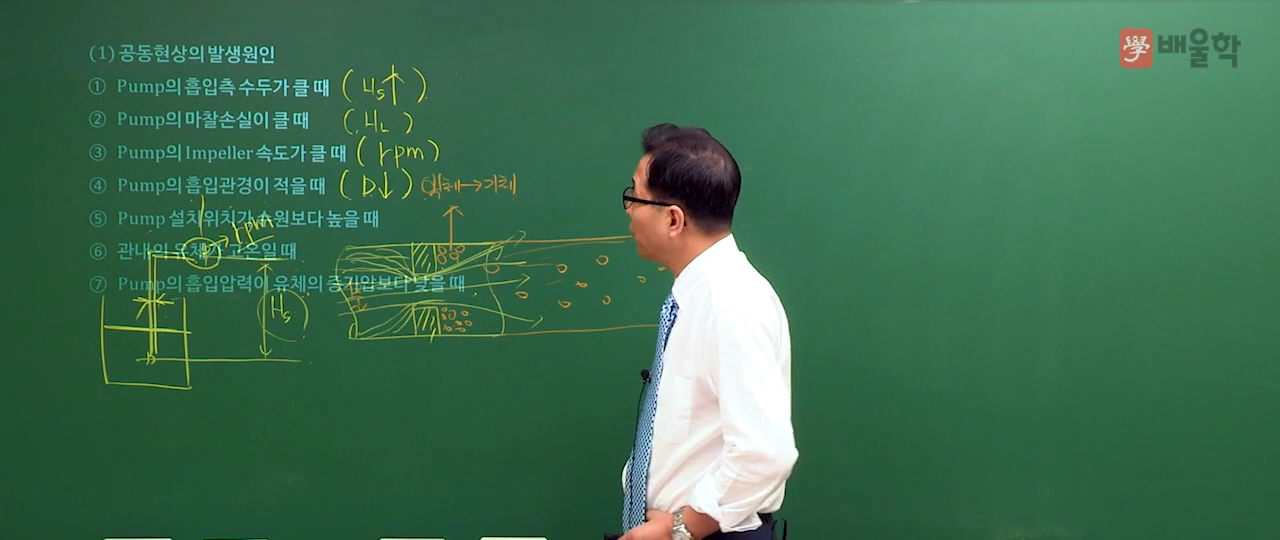 (1) 공동현상의 발생원인
① Pump의 흡입측 수두가 클 때 (Hs↑)
② Pump의 마찰손실이 클 때 (HL)
③ Pump의 Impeller 속도가 클 때 (rpm)
④ Pump의 흡입관경이 적을 때 (D↓) 액체→기체
⑤ Pump 설치위치가 수원보다 높을 때
rpm
⑥ 관내의 유체가 고온일 때
⑦ Pump의 흡입압력이 유체의 증기압보다 낮을 때
Hs
學 배울학